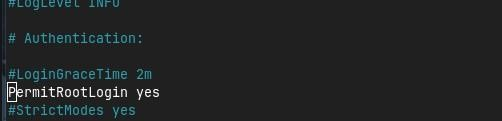 #LogLevel INFO
# Authentication:
#LoginGraceTime 2m
PermitRootLogin yes
#StrictModes yes